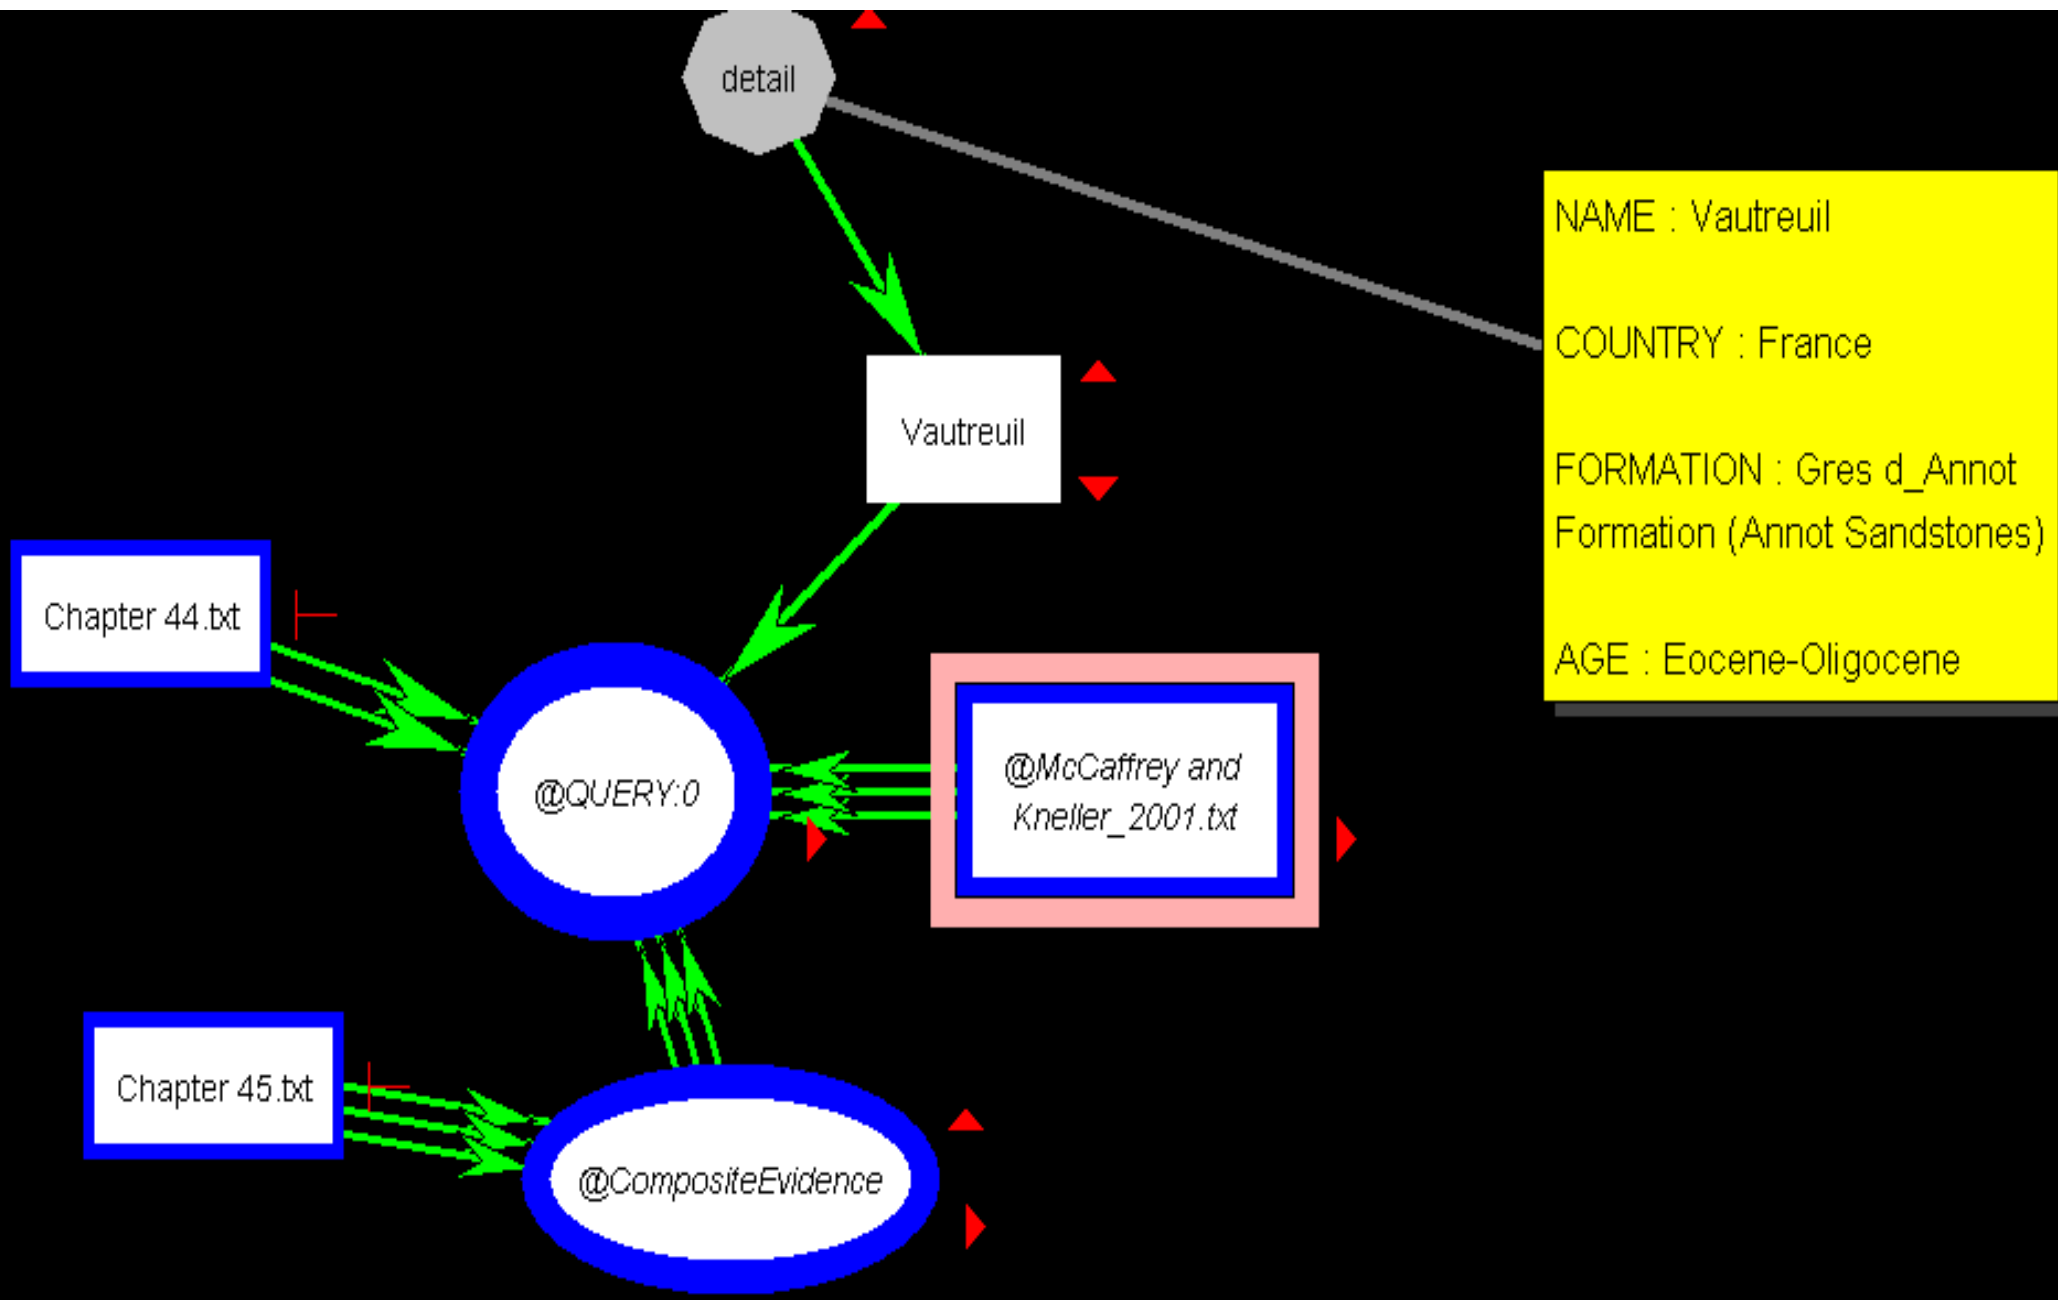 detail
NAME : Vautreuil
COUNTRY : France
FORMATION : Gres d_Annot
Formation (Annot Sandstones)
AGE : Eocene-Oligocene
Vautreuil
Chapter 44.txt
@QUERY:0
@McCaffrey and
Kneller_2001.txt
Chapter 45.txt
@CompositeEvidence